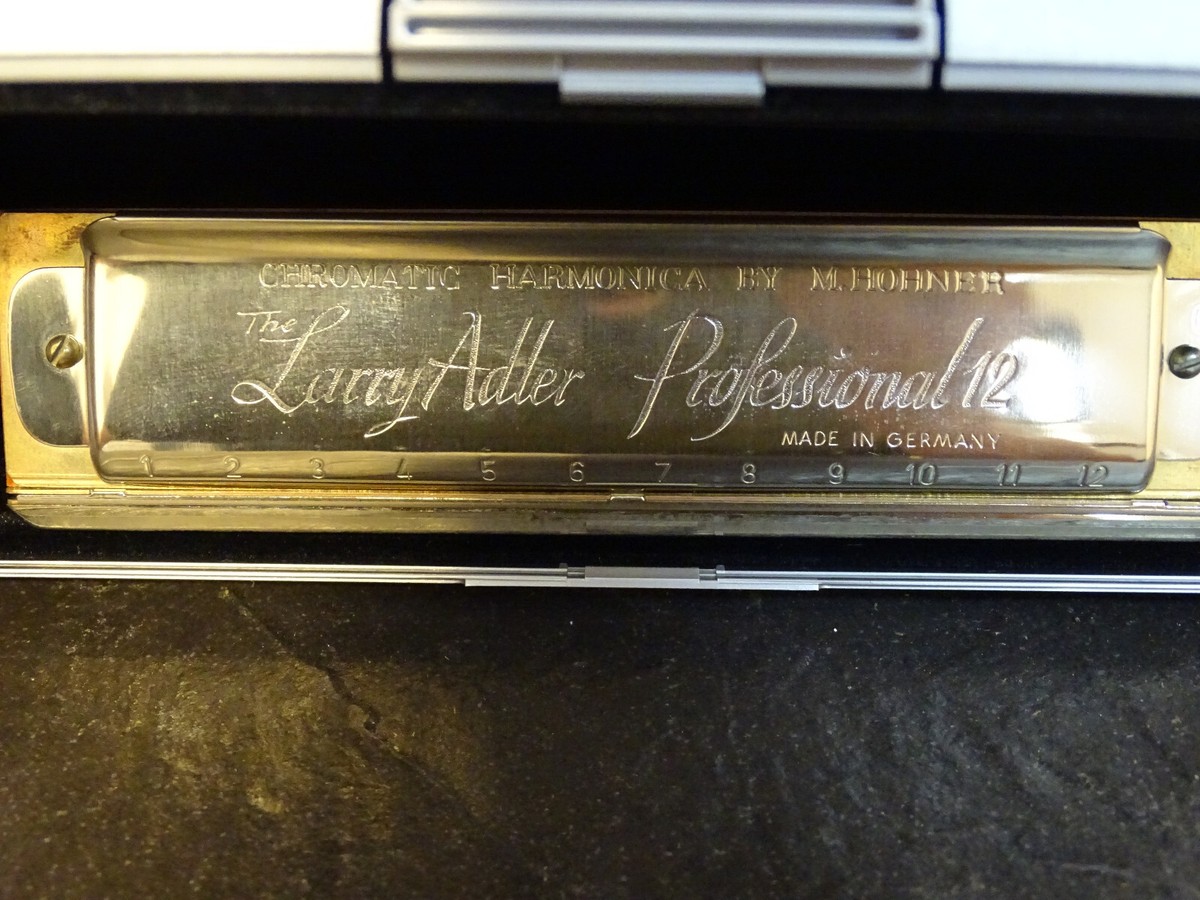 CHROMATIC HARMONICA BY M. HOHNER
The Larry Adler Professional 12
MADE IN GERMANY
1 2 3 4 5 6 7 8 9 10 11 12